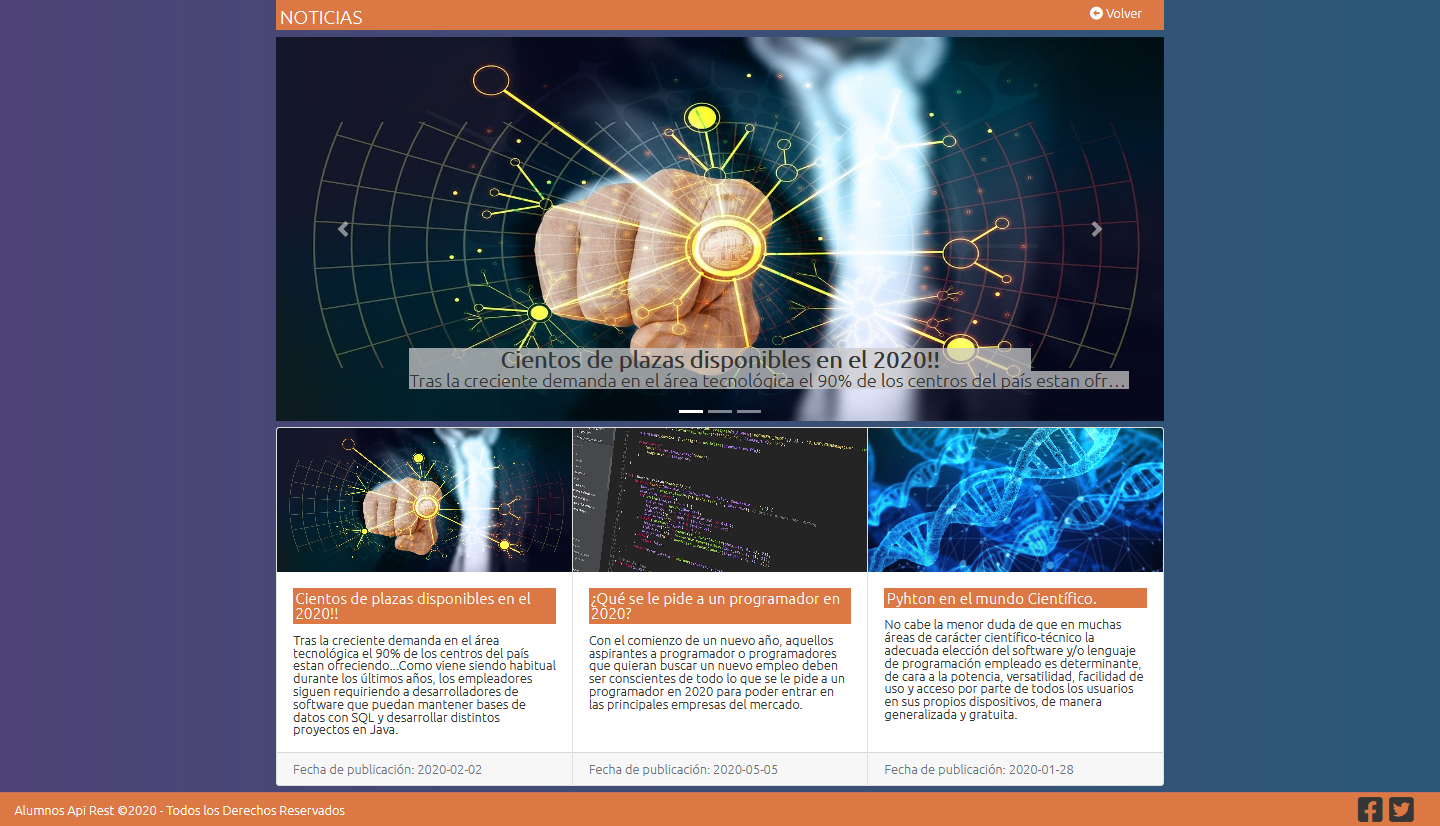 NOTICIAS
Volver
Cientos de plazas disponibles en el 2020!!
Tras la creciente demanda en el área tecnológica el 90% de los centros del país estan ofr...
Cientos de plazas disponibles en el
2020!!
Tras la creciente demanda en el área
tecnológica el 90% de los centros del país
estan ofreciendo...Como viene siendo habitual
durante los últimos años, los empleadores
siguen requiriendo a desarrolladores de
software que puedan mantener bases de
datos con SQL y desarrollar distintos
proyectos en Java.
Fecha de publicación: 2020-02-02
¿Qué se le pide a un programador en
2020?
Con el comienzo de un nuevo año, aquellos
aspirantes a programador o programadores
que quieran buscar un nuevo empleo deben
ser conscientes de todo lo que se le pide a un
programador en 2020 para poder entrar en
las principales empresas del mercado.
Fecha de publicación: 2020-05-05
Pyhton en el mundo Científico.
No cabe la menor duda de que en muchas
áreas de carácter científico-técnico la
adecuada elección del software y/o lenguaje
de programación empleado es determinante,
de cara a la potencia, versatilidad, facilidad de
uso y acceso por parte de todos los usuarios
en sus propios dispositivos, de manera
generalizada y gratuita.
Fecha de publicación: 2020-01-28
Alumnos Api Rest ©2020 - Todos los Derechos Reservados